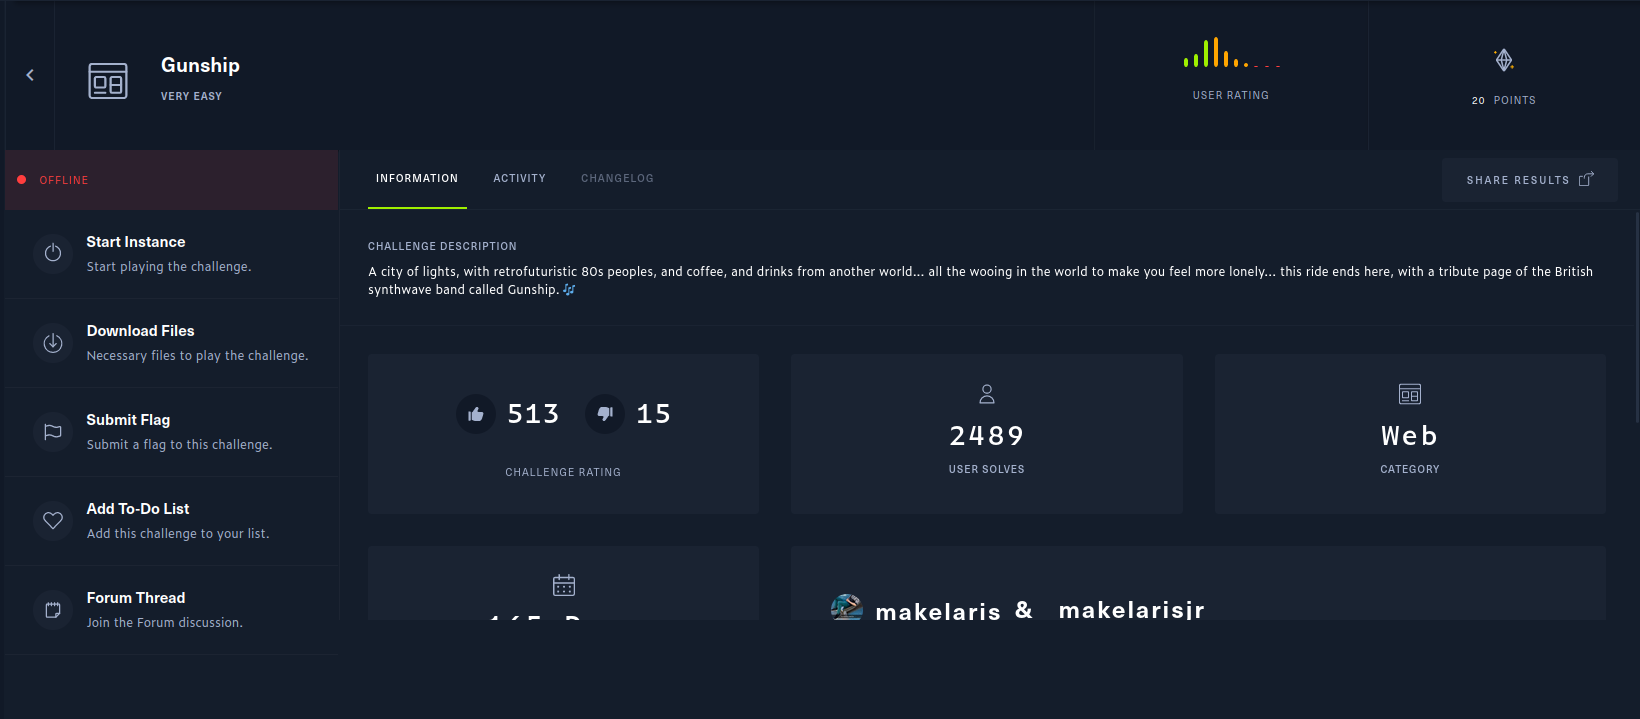 Gunship
VERY EASY
USER RATING
20 POINTS
OFFLINE
INFORMATION
ACTIVITY
CHANGELOG
SHARE RESULTS
Start Instance
Start playing the challenge.
Download Files
Necessary files to play the challenge.
Submit Flag
Submit a flag to this challenge.
Add To-Do List
Add this challenge to your list.
Forum Thread
Join the Forum discussion.
CHALLENGE DESCRIPTION
A city of lights, with retrofuturistic 80s peoples, and coffee, and drinks from another world... all the wooing in the world to make you feel more lonely... this ride ends here, with a tribute page of the British
synthwave band called Gunship. 🎶
513
15
CHALLENGE RATING
2489
USER SOLVES
Web
CATEGORY
makelaris & makelarisjr